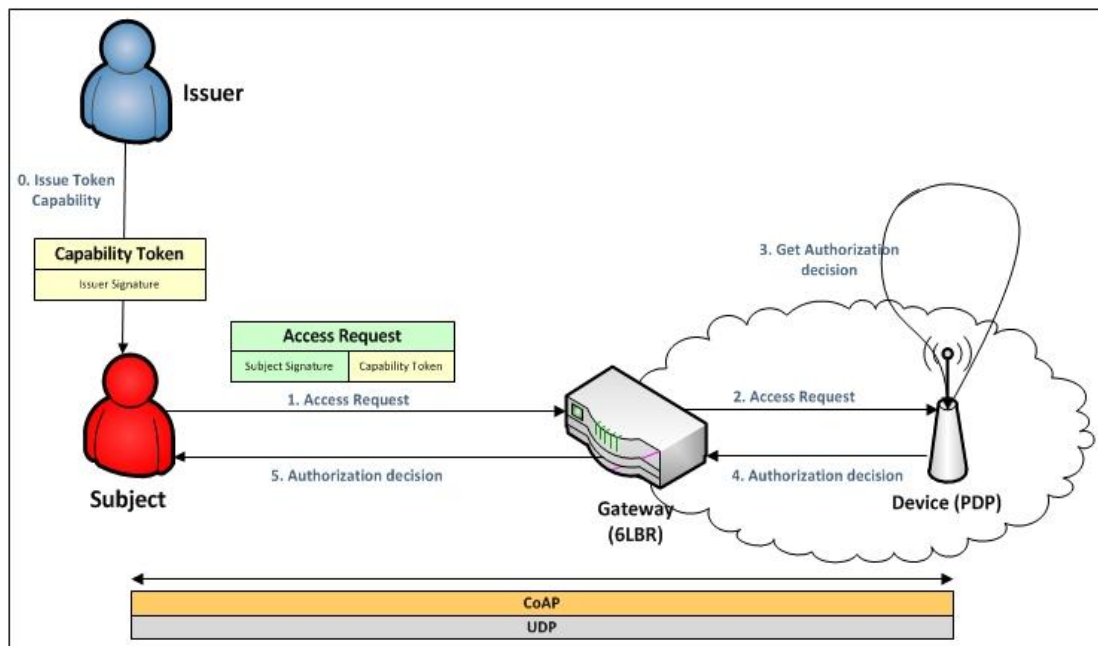 Issuer
0. Issue Token
Capability
Capability Token
Issuer Signature
3. Get Authorization
decision
Access Request
Subject Signature
Capability Token
1. Access Request
2. Access Request
5. Authorization decision
4. Authorization decision
Subject
Gateway
(6LBR)
Device (PDP)
CoAP
UDP